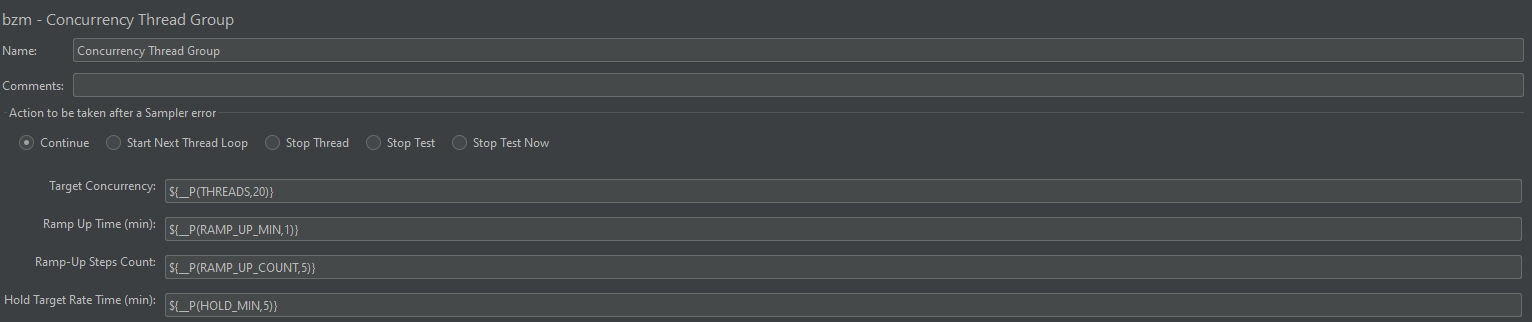 bzm - Concurrency Thread Group
Name: Concurrency Thread Group
Comments:
Action to be taken after a Sampler error
Continue Start Next Thread Loop Stop Thread Stop Test Stop Test Now
Target Concurrency: ${__P(THREADS,20)}
Ramp Up Time (min): ${__P(RAMP_UP_MIN,1)}
Ramp-Up Steps Count: ${__P(RAMP_UP_COUNT,5)}
Hold Target Rate Time (min): ${__P(HOLD_MIN,5)}